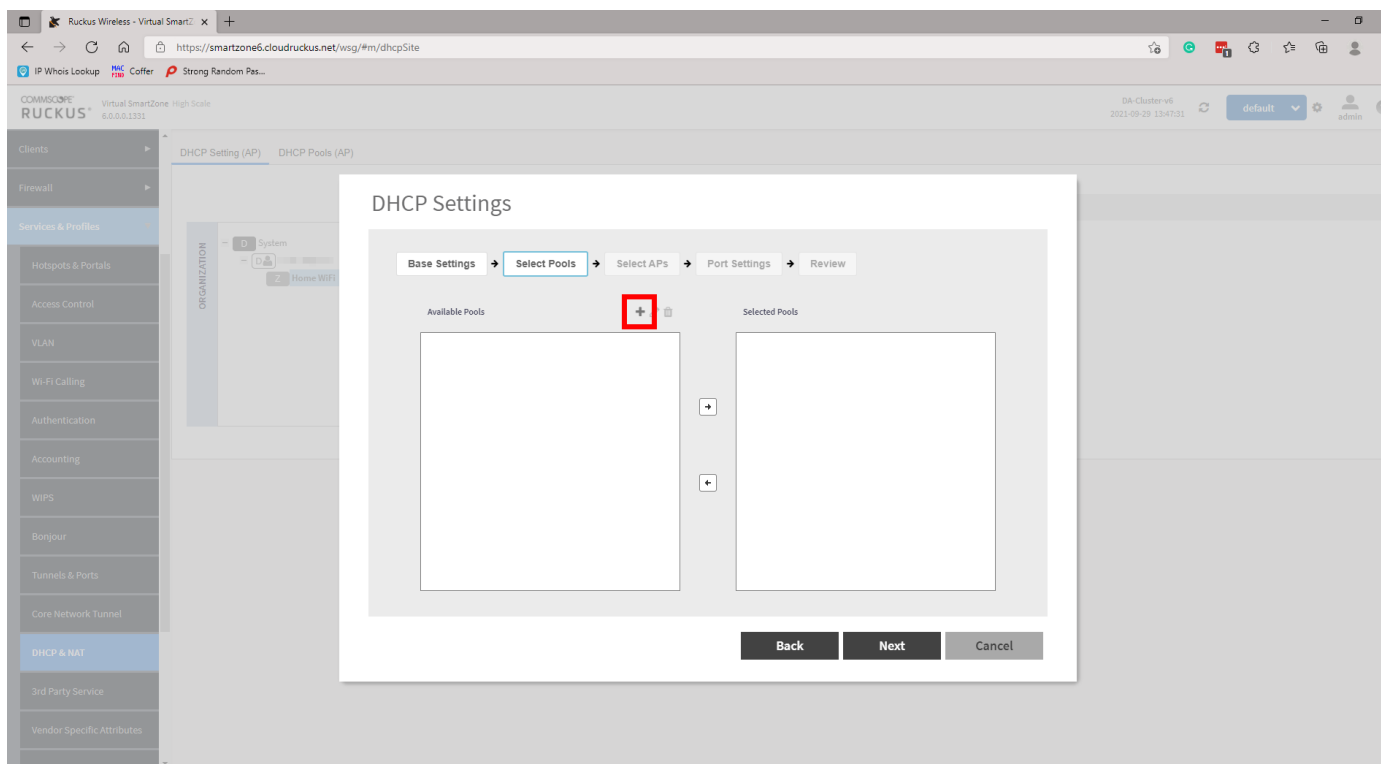 Ruckus Wireless - Virtual SmartZ
https://smartzone6.cloudruckus.net/wsg/#m/dhcpSite
IP Whois Lookup
MAC FIND Coffer
Strong Random Pas...
COMMSCOPE
RUCKUS
Virtual SmartZone High Scale
6.0.0.0.1331
DA-Cluster-v6
2021-09-29 13:47:31
default
admin
Clients
Firewall
Services & Profiles
Hotspots & Portals
Access Control
VLAN
Wi-Fi Calling
Authentication
Accounting
WIPS
Bonjour
Tunnels & Ports
Core Network Tunnel
DHCP & NAT
3rd Party Service
Vendor Specific Attributes
DHCP Setting (AP) DHCP Pools (AP)
ORGANIZATION
D System
D
Z Home WiFi
DHCP Settings
Base Settings Select Pools Select APs Port Settings Review
Available Pools
Selected Pools
Back Next Cancel